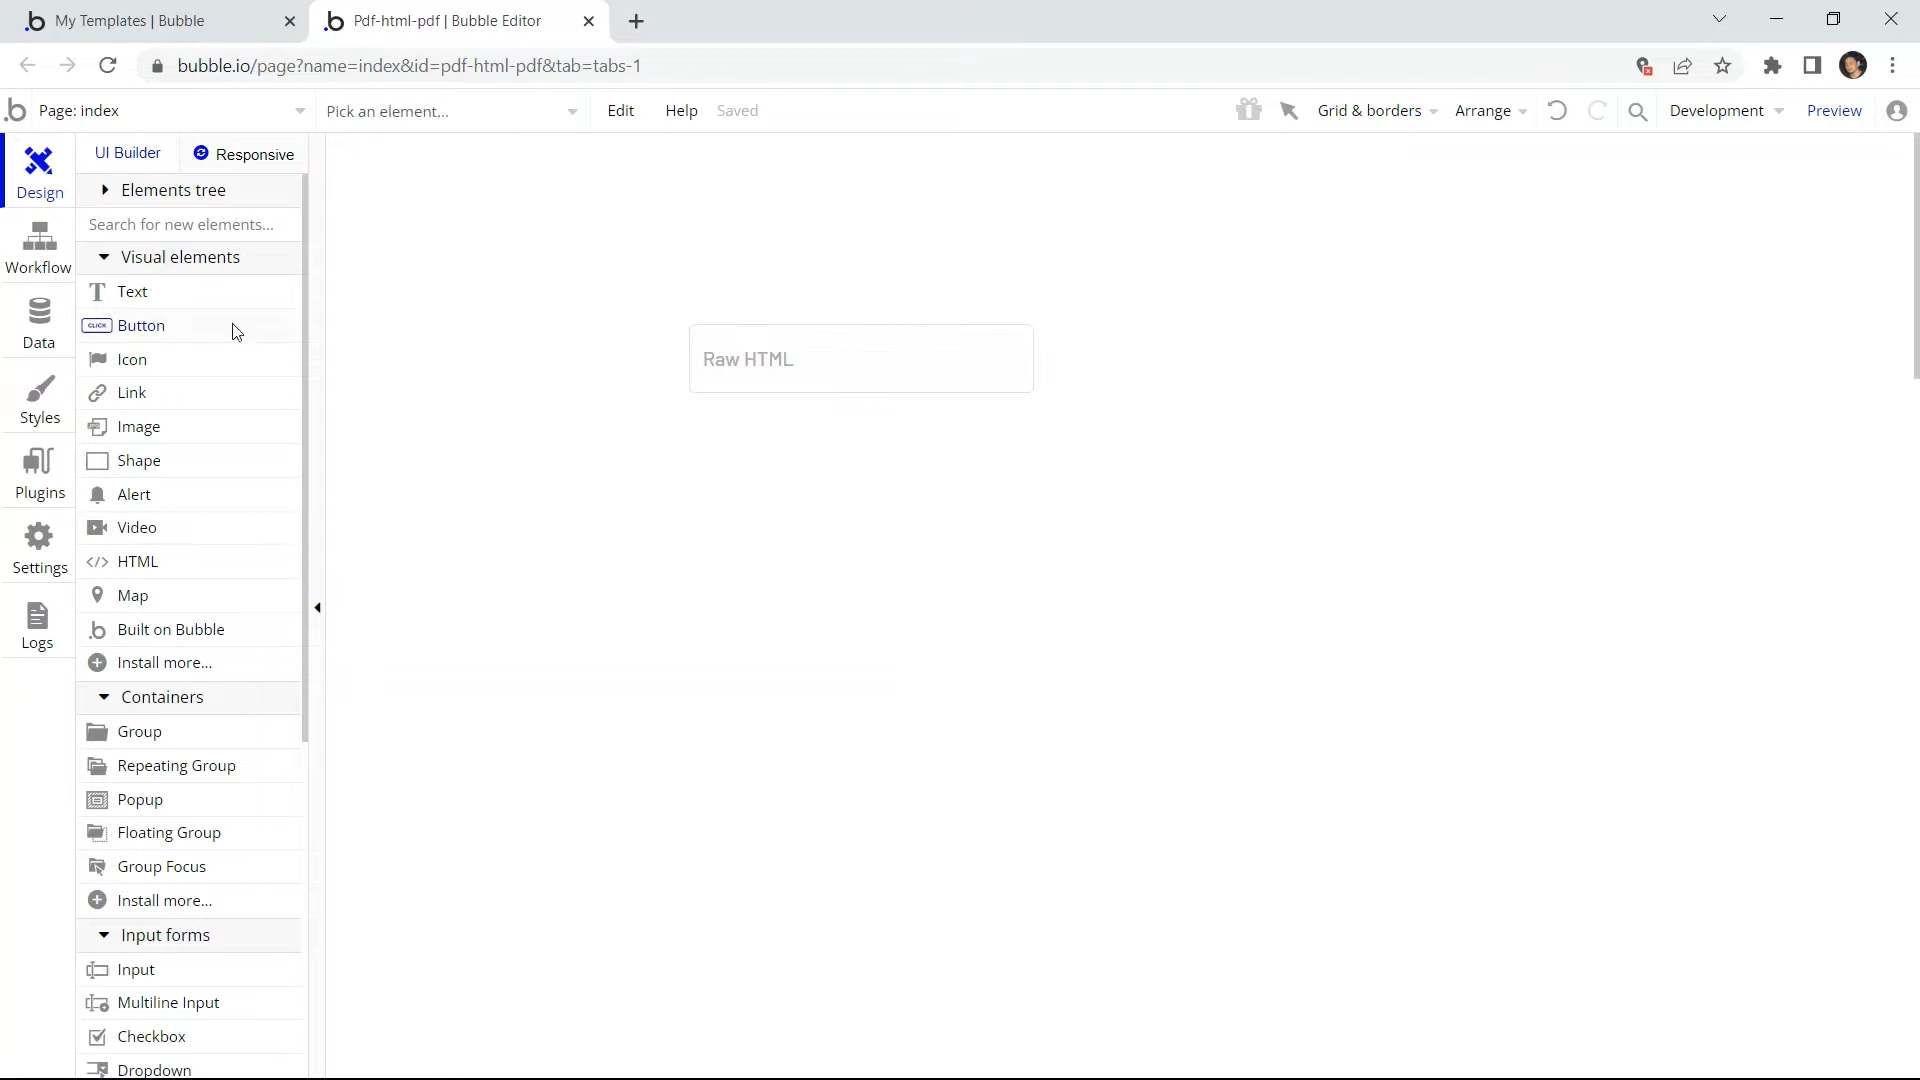 My Templates | Bubble
Pdf-html-pdf | Bubble Editor
bubble.io/page?name=index&id=pdf-html-pdf&tab=tabs-1
Page: index
Pick an element...
Edit
Help
Saved
Grid & borders
Arrange
Development
Preview
Design
Workflow
Data
Styles
Plugins
Settings
Logs
UI Builder
Responsive
Elements tree
Search for new elements...
Visual elements
Text
CLICK
Button
Icon
Link
Image
Shape
Alert
Video
HTML
Map
Built on Bubble
Install more...
Containers
Group
Repeating Group
Popup
Floating Group
Group Focus
Install more...
Input forms
Input
Multiline Input
Checkbox
Dropdown
Raw HTML